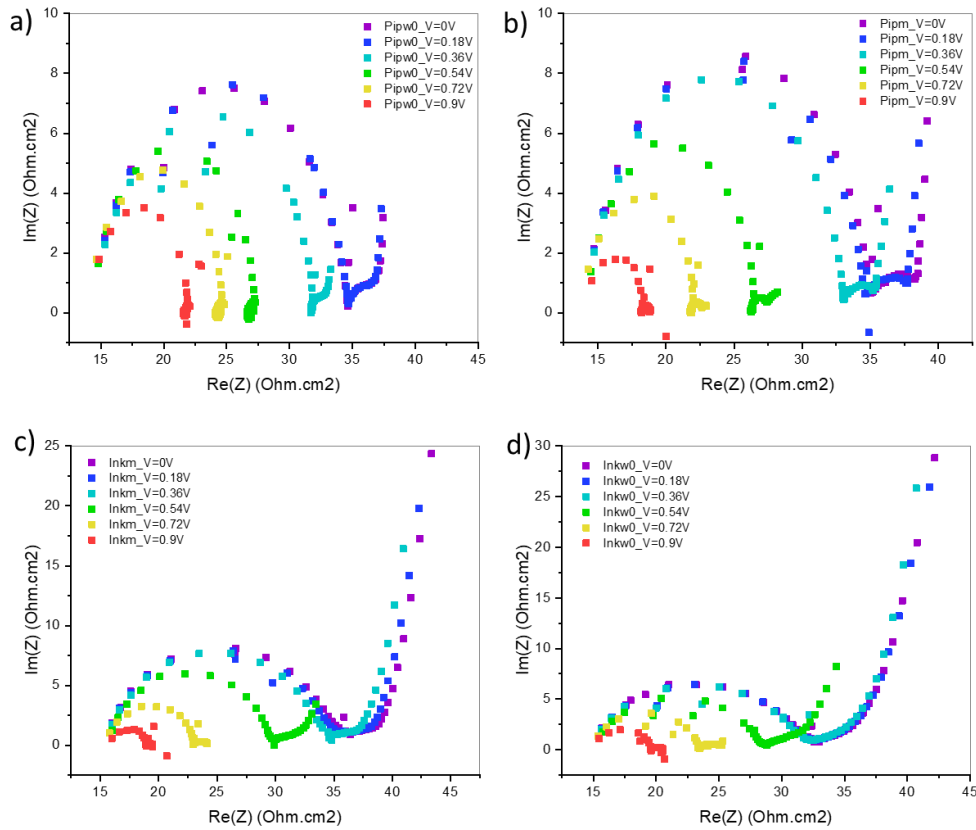 a)
Pipw0_V=0V
Pipw0_V=0.18V
Pipw0_V=0.36V
Pipw0_V=0.54V
Pipw0_V=0.72V
Pipw0_V=0.9V
10
8
6
4
2
0
Im(Z) (Ohm.cm2)
15 20 25 30 35 40 45
Re(Z) (Ohm.cm2)
b)
Pipm_V=0V
Pipm_V=0.18V
Pipm_V=0.36V
Pipm_V=0.54V
Pipm_V=0.72V
Pipm_V=0.9V
10
8
6
4
2
0
Im(Z) (Ohm.cm2)
15 20 25 30 35 40
Re(Z) (Ohm.cm2)
c)
Inkm_V=0V
Inkm_V=0.18V
Inkm_V=0.36V
Inkm_V=0.54V
Inkm_V=0.72V
Inkm_V=0.9V
25
20
15
10
5
0
Im(Z) (Ohm.cm2)
15 20 25 30 35 40 45
Re(Z) (Ohm.cm2)
d)
Inkw0_V=0V
Inkw0_V=0.18V
Inkw0_V=0.36V
Inkw0_V=0.54V
Inkw0_V=0.72V
Inkw0_V=0.9V
30
25
20
15
10
5
0
Im(Z) (Ohm.cm2)
15 20 25 30 35 40 45
Re(Z) (Ohm.cm2)